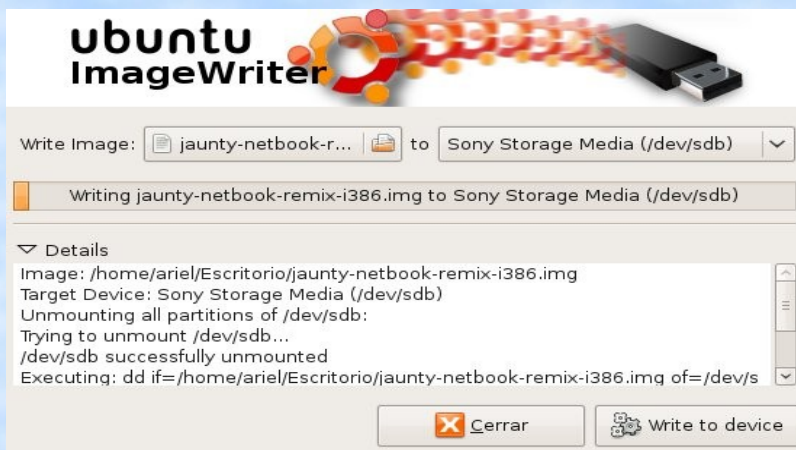 ubuntu
ImageWriter
Write Image: jaunty-netbook-r... to Sony Storage Media (/dev/sdb)
Writing jaunty-netbook-remix-i386.img to Sony Storage Media (/dev/sdb)
Details
Image: /home/ariel/Escritorio/jaunty-netbook-remix-i386.img
Target Device: Sony Storage Media (/dev/sdb)
Unmounting all partitions of /dev/sdb:
Trying to unmount /dev/sdb...
/dev/sdb successfully unmounted
Executing: dd if=/home/ariel/Escritorio/jaunty-netbook-remix-i386.img of=/dev/s
Cerrar Write to device